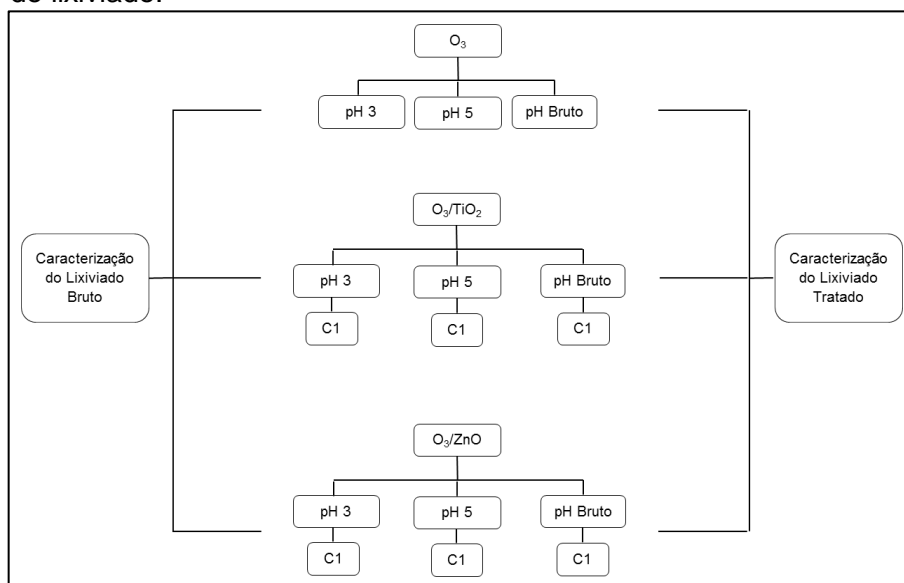 do lixiviado.
O₃
pH 3 pH 5 pH Bruto
O₃/TiO₂
Caracterização
do Lixiviado
Bruto
pH 3 pH 5 pH Bruto
C1 C1 C1
Caracterização
do Lixiviado
Tratado
O₃/ZnO
pH 3 pH 5 pH Bruto
C1 C1 C1